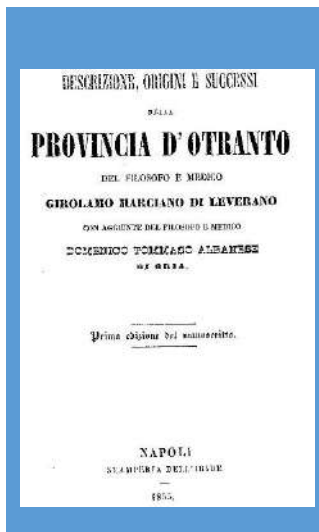 DESCRIZIONE, ORIGINI E SUCCESSI
DELLA
PROVINCIA D'OTRANTO
DEL FILOSOFO E MEDICO
GIROLAMO MARCIANO DI LEVERANO
CON AGGIUNTE DEL FILOSOFO E MEDICO
DOMENICO TOMMASO ALBANESE
DI ORIA.
Prima edizione del manoscritto.
NAPOLI
STAMPERIA DELL'IRIDE
1855.